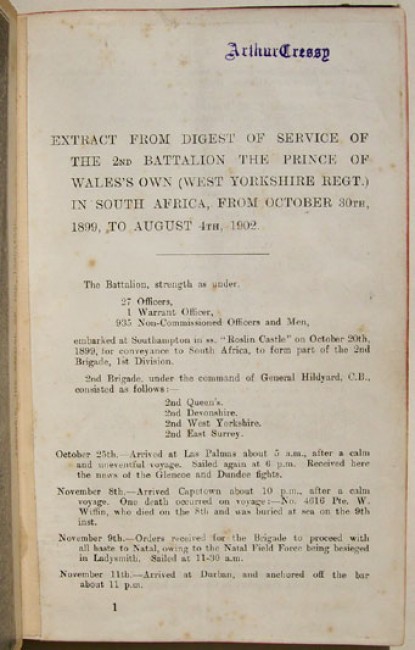 Arthur Cressy
EXTRACT FROM DIGEST OF SERVICE OF
THE 2ND BATTALION THE PRINCE OF
WALES'S OWN (WEST YORKSHIRE REGT.)
IN SOUTH AFRICA, FROM OCTOBER 30TH,
1899, TO AUGUST 4TH, 1902.
The Battalion, strength as under.
27 Officers,
1 Warrant Officer,
935 Non-Commissioned Officers and Men,
embarked at Southampton in ss. "Roslin Castle" on October 20th,
1899, for conveyance to South Africa, to form part of the 2nd
Brigade, 1st Division.
2nd Brigade, under the command of General Hildyard, C.B.,
consisted as follows:—
2nd Queen's.
2nd Devonshire.
2nd West Yorkshire.
2nd East Surrey.
October 25th.—Arrived at Las Palmas about 5 a.m., after a calm
and uneventful voyage. Sailed again at 6 p.m. Received here
the news of the Glencoe and Dundee fights.
November 8th.—Arrived Capetown about 10 p.m., after a calm
voyage. One death occurred on voyage:—No. 4616 Pte. W.
Wiffin, who died on the 8th and was buried at sea on the 9th
inst.
November 9th.—Orders received for the Brigade to proceed with
all haste to Natal, owing to the Natal Field Force being besieged
in Ladysmith. Sailed at 11-30 a.m.
November 11th.—Arrived at Durban, and anchored off the bar
about 11 p.m.
1